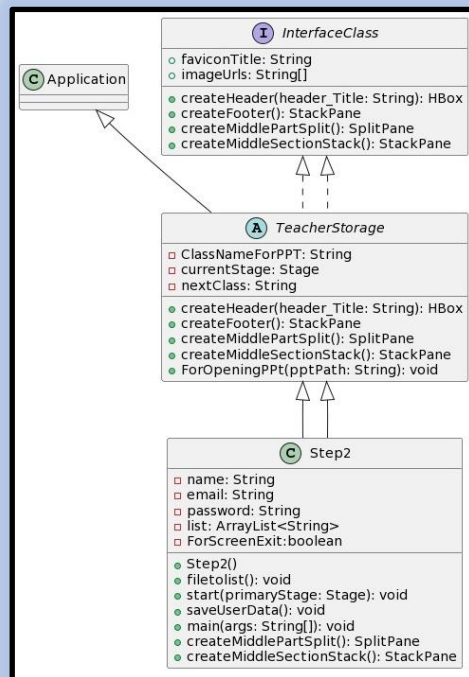 I InterfaceClass
faviconTitle: String
imageUrls: String[]
createHeader(header_Title: String): HBox
createFooter(): StackPane
createMiddlePartSplit(): SplitPane
createMiddleSectionStack(): StackPane
C Application
A TeacherStorage
ClassNameForPPT: String
currentStage: Stage
nextClass: String
createHeader(header_Title: String): HBox
createFooter(): StackPane
createMiddlePartSplit(): SplitPane
createMiddleSectionStack(): StackPane
ForOpeningPPt(pptPath: String): void
C Step2
name: String
email: String
password: String
list: ArrayList<String>
ForScreenExit:boolean
Step2()
filetolist(): void
start(primaryStage: Stage): void
saveUserData(): void
main(args: String[]): void
createMiddlePartSplit(): SplitPane
createMiddleSectionStack(): StackPane